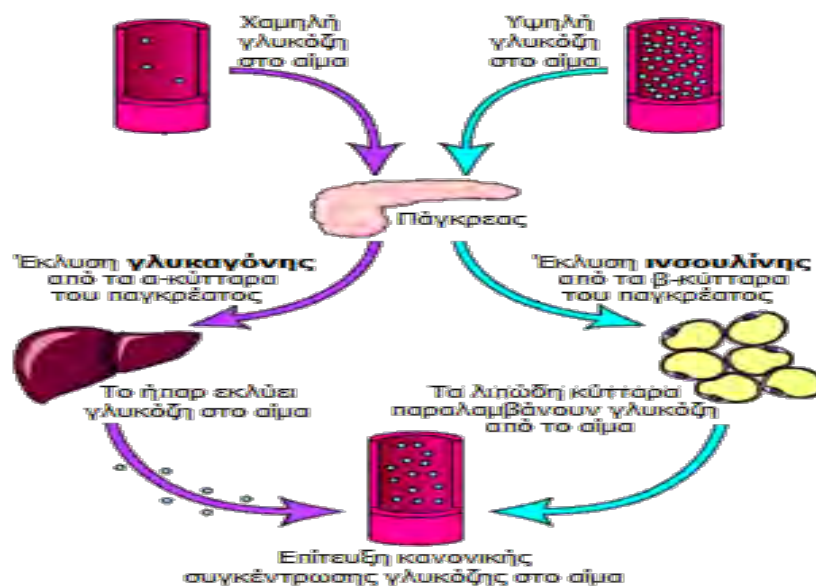 Χαμηλή
γλυκόζη
στο αίμα
Υψηλή
γλυκόζη
στο αίμα
Πάγκρεας
Έκλυση γλυκαγόνης
από τα α-κύτταρα
του παγκρέατος
Έκλυση ινσουλίνης
από τα β-κύτταρα
του παγκρέατος
Το ήπαρ εκλύει
γλυκόζη στο αίμα
Τα λιπώδη κύτταρα
παραλαμβάνουν γλυκόζη
από το αίμα
Επίτευξη κανονικής
συγκέντρωσης γλυκόζης στο αίμα